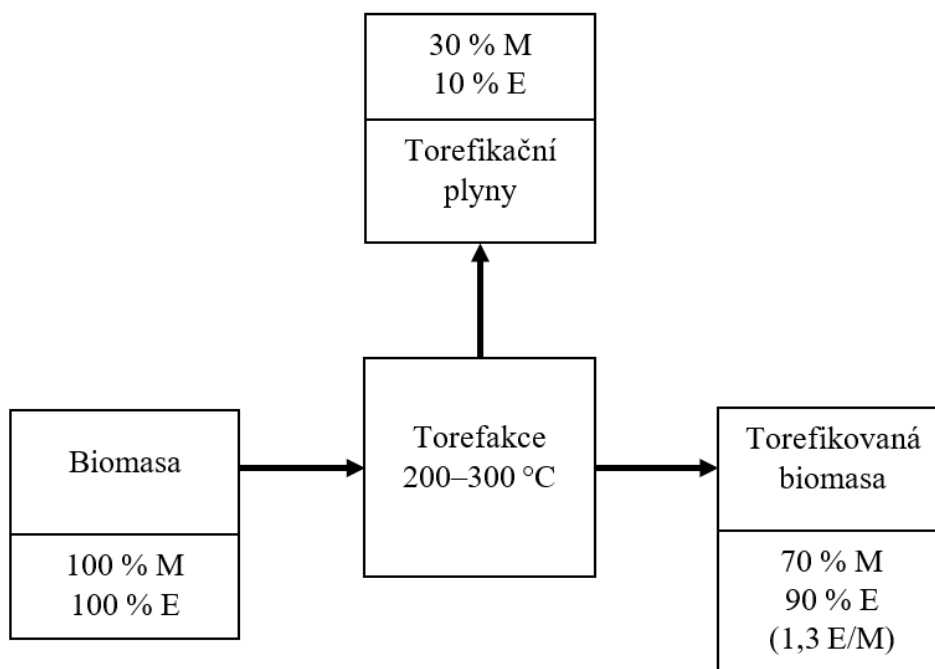 30 % M
10 % E
Torefikační
plyny
Biomasa
100 % M
100 % E
Torefakce
200–300 °C
Torefikovaná
biomasa
70 % M
90 % E
(1,3 E/M)